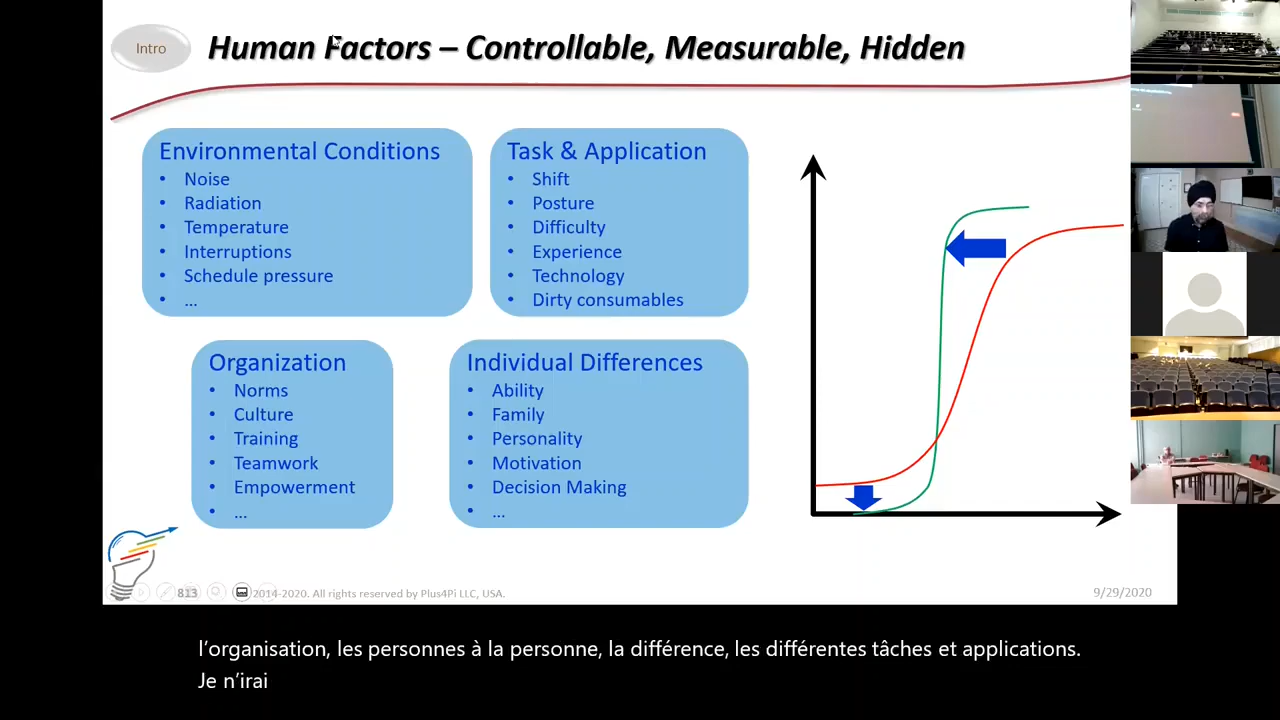 Intro
Human Factors – Controllable, Measurable, Hidden
Environmental Conditions
• Noise
• Radiation
• Temperature
• Interruptions
• Schedule pressure
• ...
Task & Application
• Shift
• Posture
• Difficulty
• Experience
• Technology
• Dirty consumables
Organization
• Norms
• Culture
• Training
• Teamwork
• Empowerment
• ...
Individual Differences
• Ability
• Family
• Personality
• Motivation
• Decision Making
• ...
813
2014-2020. All rights reserved by Plus4Pi LLC, USA.
9/29/2020
l’organisation, les personnes à la personne, la différence, les différentes tâches et applications.
Je n’irai